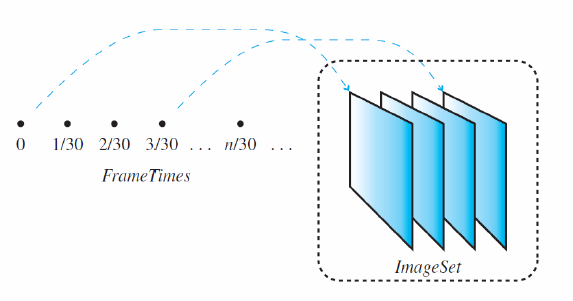 0 1/30 2/30 3/30 . . . n/30 . . .
FrameTimes
ImageSet